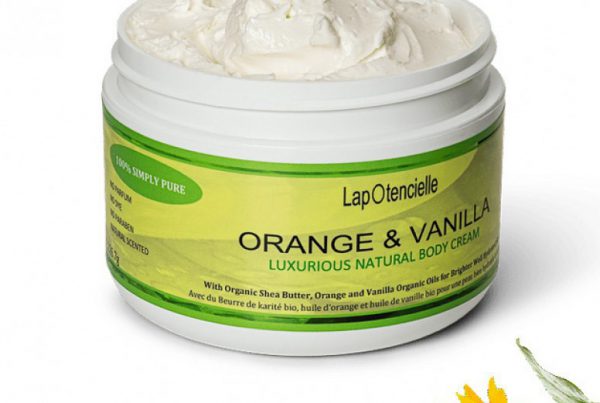 100% SIMPLY PURE
NO PARFUM
NO DYE
NO PARABEN
NATURAL SCENTED
LapOtencielle
ORANGE & VANILLA
LUXURIOUS NATURAL BODY CREAM
With Organic Shea Butter, Orange and Vanilla Organic Oils for Brighter Well
Avec du Beurre de karité bio, huile d'orange et huile de vanille bio pour une peau bien